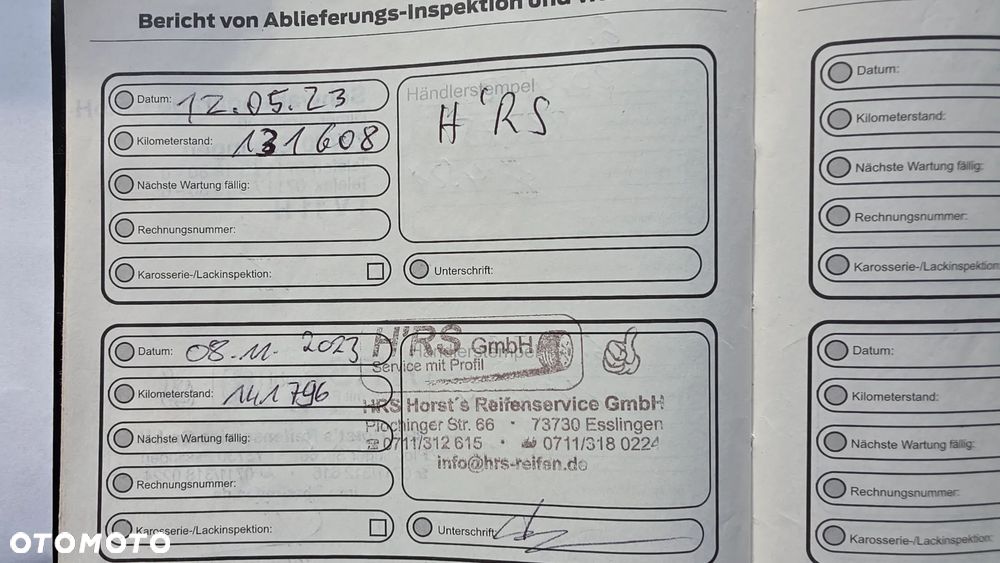 Bericht von Ablieferungs-Inspektion und
Datum: 12.05.23
Kilometerstand: 131608
Nächste Wartung fällig:
Rechnungsnummer:
Karosserie-/Lackinspektion:
Händlerstempel
H'RS
Unterschrift:
Datum: 08.11.2023
Kilometerstand: 141796
Nächste Wartung fällig:
Rechnungsnummer:
Karosserie-/Lackinspektion:
Händlerstempel
H'RS GmbH
Service mit Profil
HRS Horst´s Reifenservice GmbH
Plochinger Str. 66 · 73730 Esslingen
0711/312 615 · 0711/318 0224
info@hrs-reifen.de
Unterschrift:
Datum:
Kilometerstand:
Nächste Wartung fällig:
Rechnungsnummer:
Karosserie-/Lackinspektion:
Datum:
Kilometerstand:
Nächste Wartung fällig:
Rechnungsnummer:
Karosserie-/Lackinspektion:
OTOMOTO